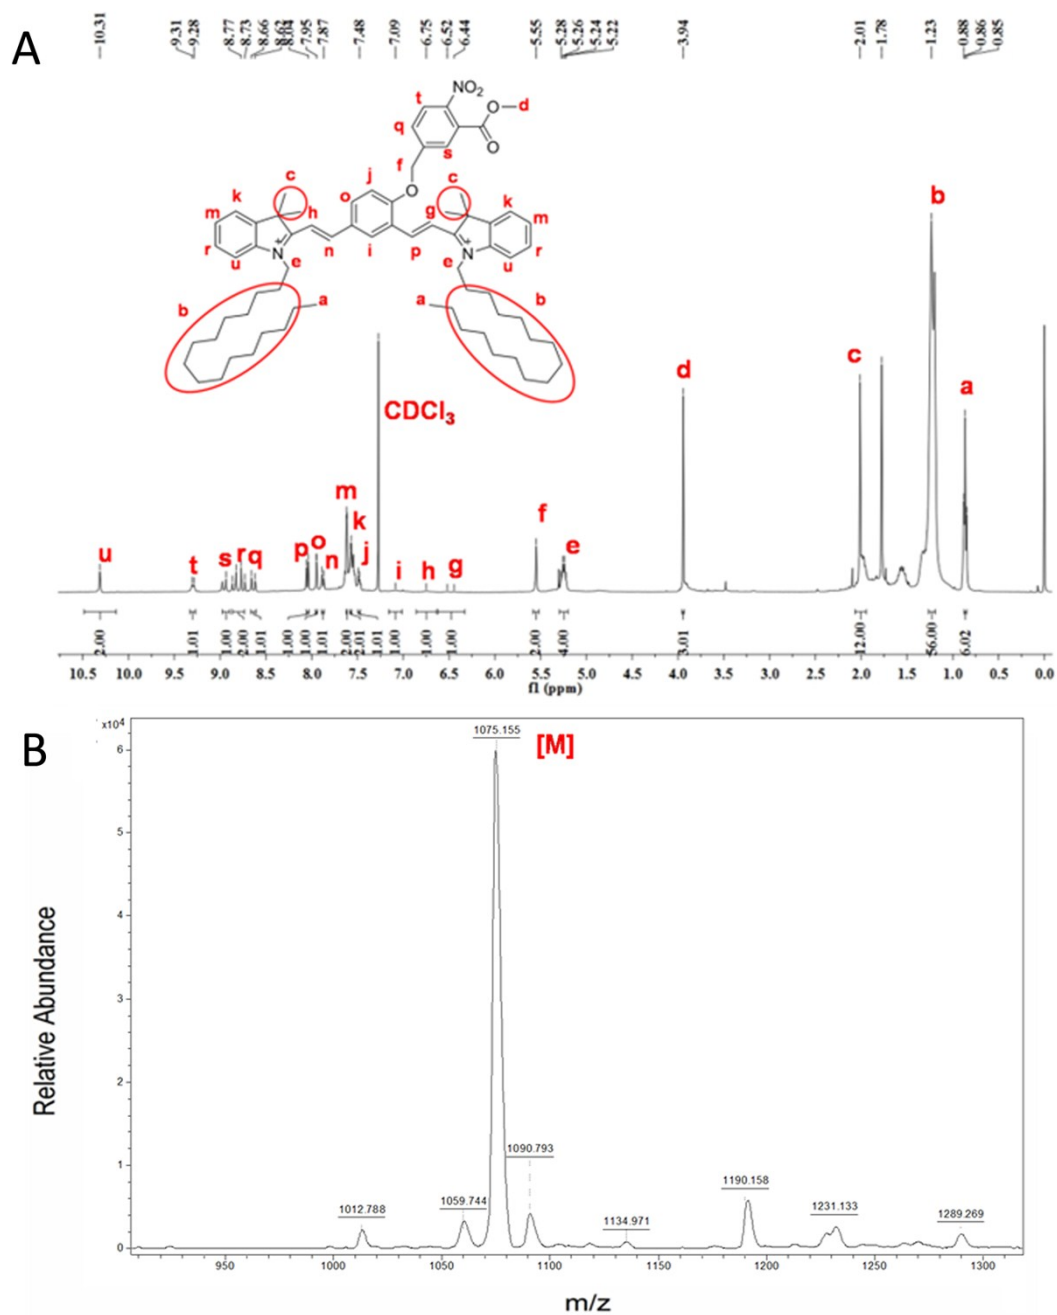 10.31 9.31 9.28 8.77 8.73 8.66 8.62 8.04 7.95 7.87 7.48 7.09 6.75 6.52 6.44 5.55 5.28 5.26 5.24 5.22 3.94 2.01 1.78 1.23 0.88 0.86 0.85
A
t NO2
O d
q O
s
f
c j O c
k h o g k
m m
r N+ n i p N+ r
u e e u
b a a b
b
d c a
CDCl3
m
k
u t s r q p o n j i h g f e
2.00 1.01 1.00 2.00 1.01 1.00 1.00 1.01 2.00 2.01 1.01 1.00 1.00 1.00 2.00 4.00 3.01 12.00 56.00 6.02
10.5 10.0 9.5 9.0 8.5 8.0 7.5 7.0 6.5 6.0 5.5 5.0 4.5 4.0 3.5 3.0 2.5 2.0 1.5 1.0 0.5 0.0
f1 (ppm)
B
x10⁴
1075.155
[M]
6
5
4
3
2
1
0
Relative Abundance
1012.788
1059.744
1090.793
1134.971
1190.158
1231.133
1289.269
950 1000 1050 1100 1150 1200 1250 1300
m/z